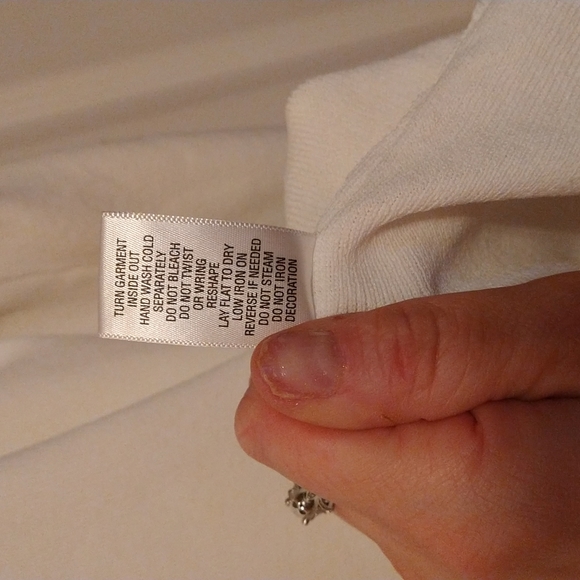 TURN GARMENT
INSIDE OUT
HAND WASH COLD
SEPARATELY
DO NOT BLEACH
DO NOT TWIST
OR WRING
RESHAPE
LAY FLAT TO DRY
LOW IRON ON
REVERSE IF NEEDED
DO NOT STEAM
DO NOT IRON
DECORATION